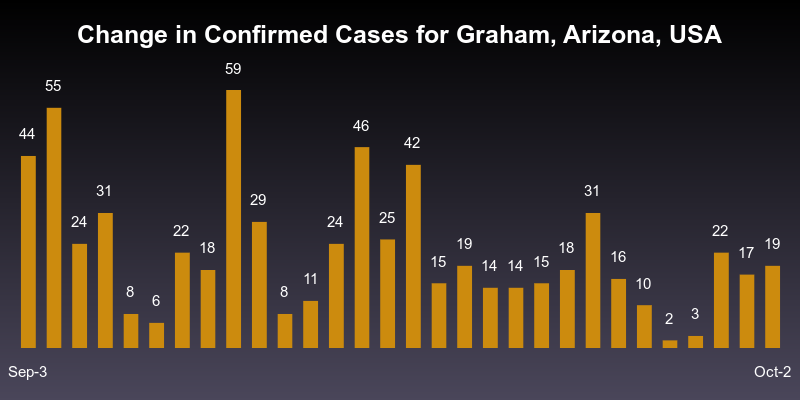 Change in Confirmed Cases for Graham, Arizona, USA
44 55 24 31 8 6 22 18 59 29 8 11 24 46 25 42 15 19 14 14 15 18 31 16 10 2 3 22 17 19
Sep-3 Oct-2